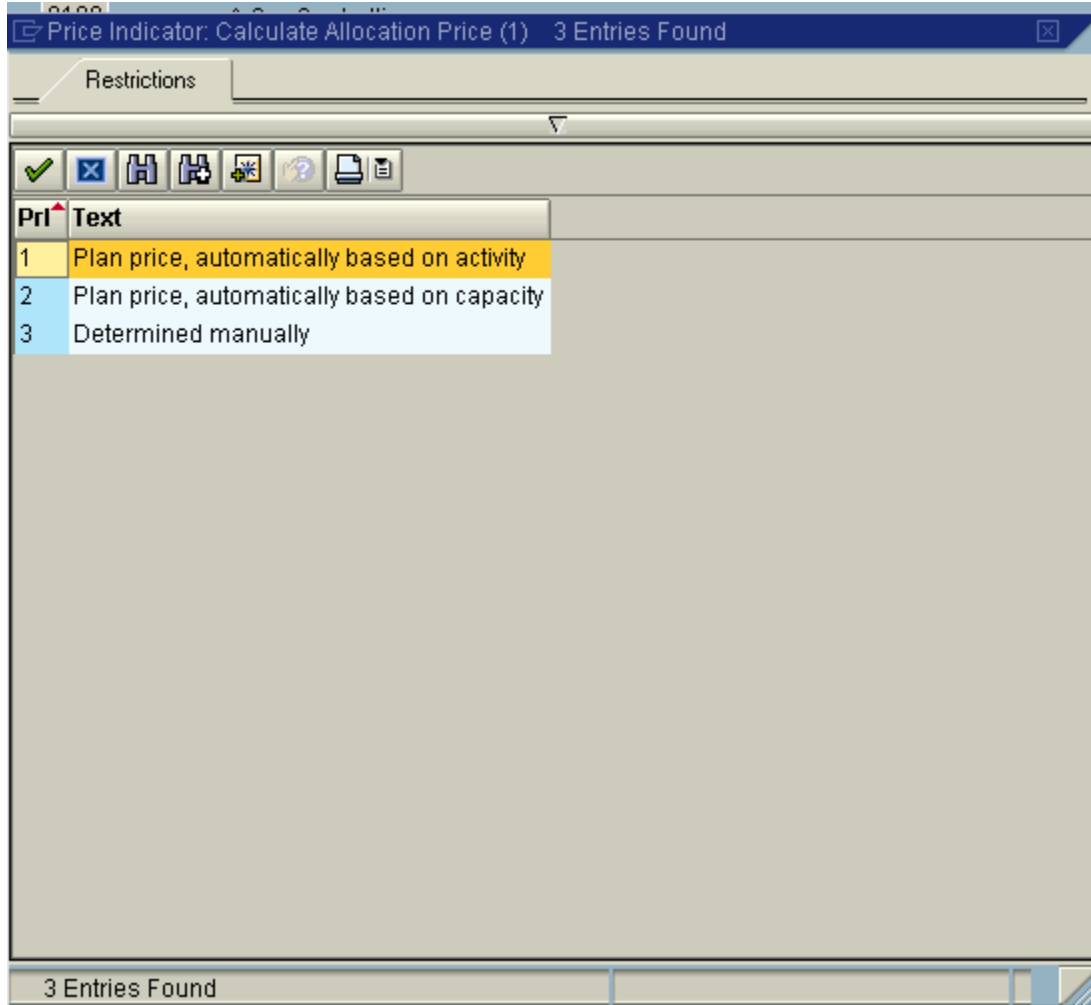 Price Indicator: Calculate Allocation Price (1) 3 Entries Found
Restrictions
PrI Text
1 Plan price, automatically based on activity
2 Plan price, automatically based on capacity
3 Determined manually
3 Entries Found